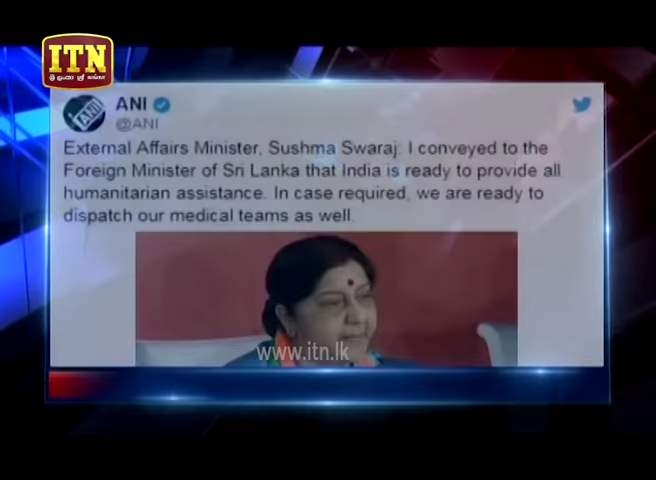 ITN
ANI
@ANI
External Affairs Minister, Sushma Swaraj: I conveyed to the
Foreign Minister of Sri Lanka that India is ready to provide all
humanitarian assistance. In case required, we are ready to
dispatch our medical teams as well.
www.itn.lk